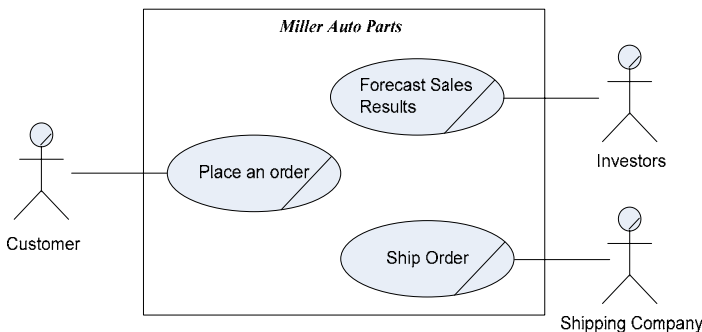 Miller Auto Parts
Forecast Sales
Results
Place an order
Investors
Customer
Ship Order
Shipping Company